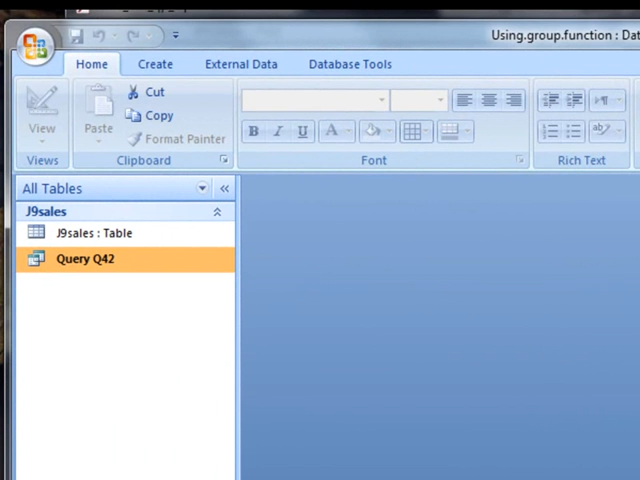 Using.group.function : Dat
Home Create External Data Database Tools
View
Paste
Cut
Copy
Format Painter
B I U A ab
Views Clipboard Font Rich Text
All Tables
J9sales
J9sales : Table
Query Q42